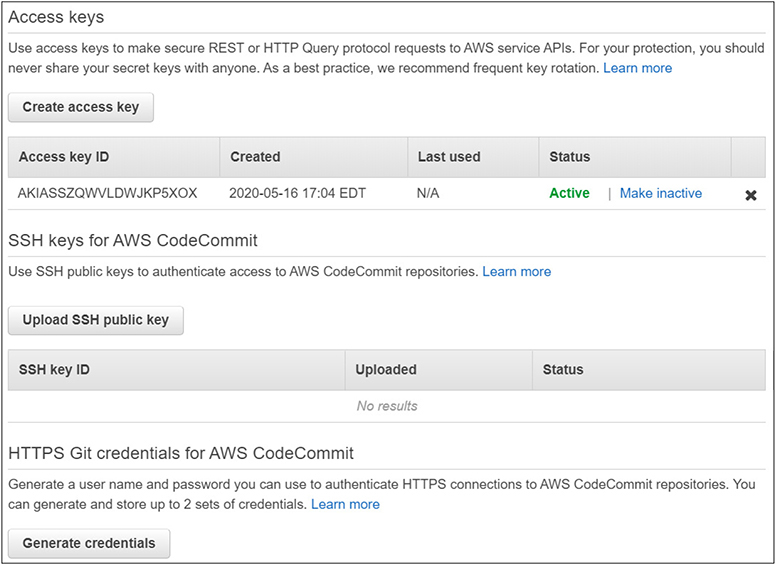 Access keys
Use access keys to make secure REST or HTTP Query protocol requests to AWS service APIs. For your protection, you should
never share your secret keys with anyone. As a best practice, we recommend frequent key rotation. Learn more
Create access key
Access key ID Created Last used Status
AKIASSZQWVLDWJKP5XOX 2020-05-16 17:04 EDT N/A Active | Make inactive
SSH keys for AWS CodeCommit
Use SSH public keys to authenticate access to AWS CodeCommit repositories. Learn more
Upload SSH public key
SSH key ID Uploaded Status
No results
HTTPS Git credentials for AWS CodeCommit
Generate a user name and password you can use to authenticate HTTPS connections to AWS CodeCommit repositories. You
can generate and store up to 2 sets of credentials. Learn more
Generate credentials